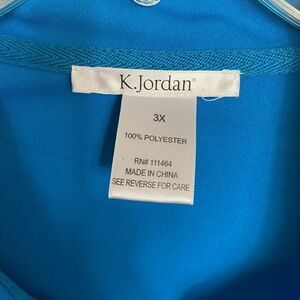 K.Jordan®
3X
100% POLYESTER
RN# 111464
MADE IN CHINA
SEE REVERSE FOR CARE